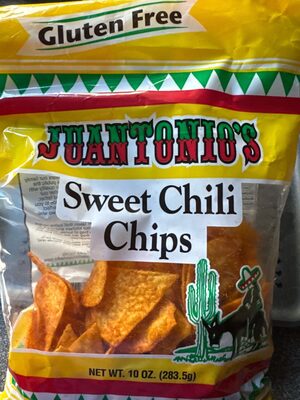 Gluten Free
JUANTONIO'S
Sweet Chili
Chips
NET WT. 10 OZ. (283.5g)